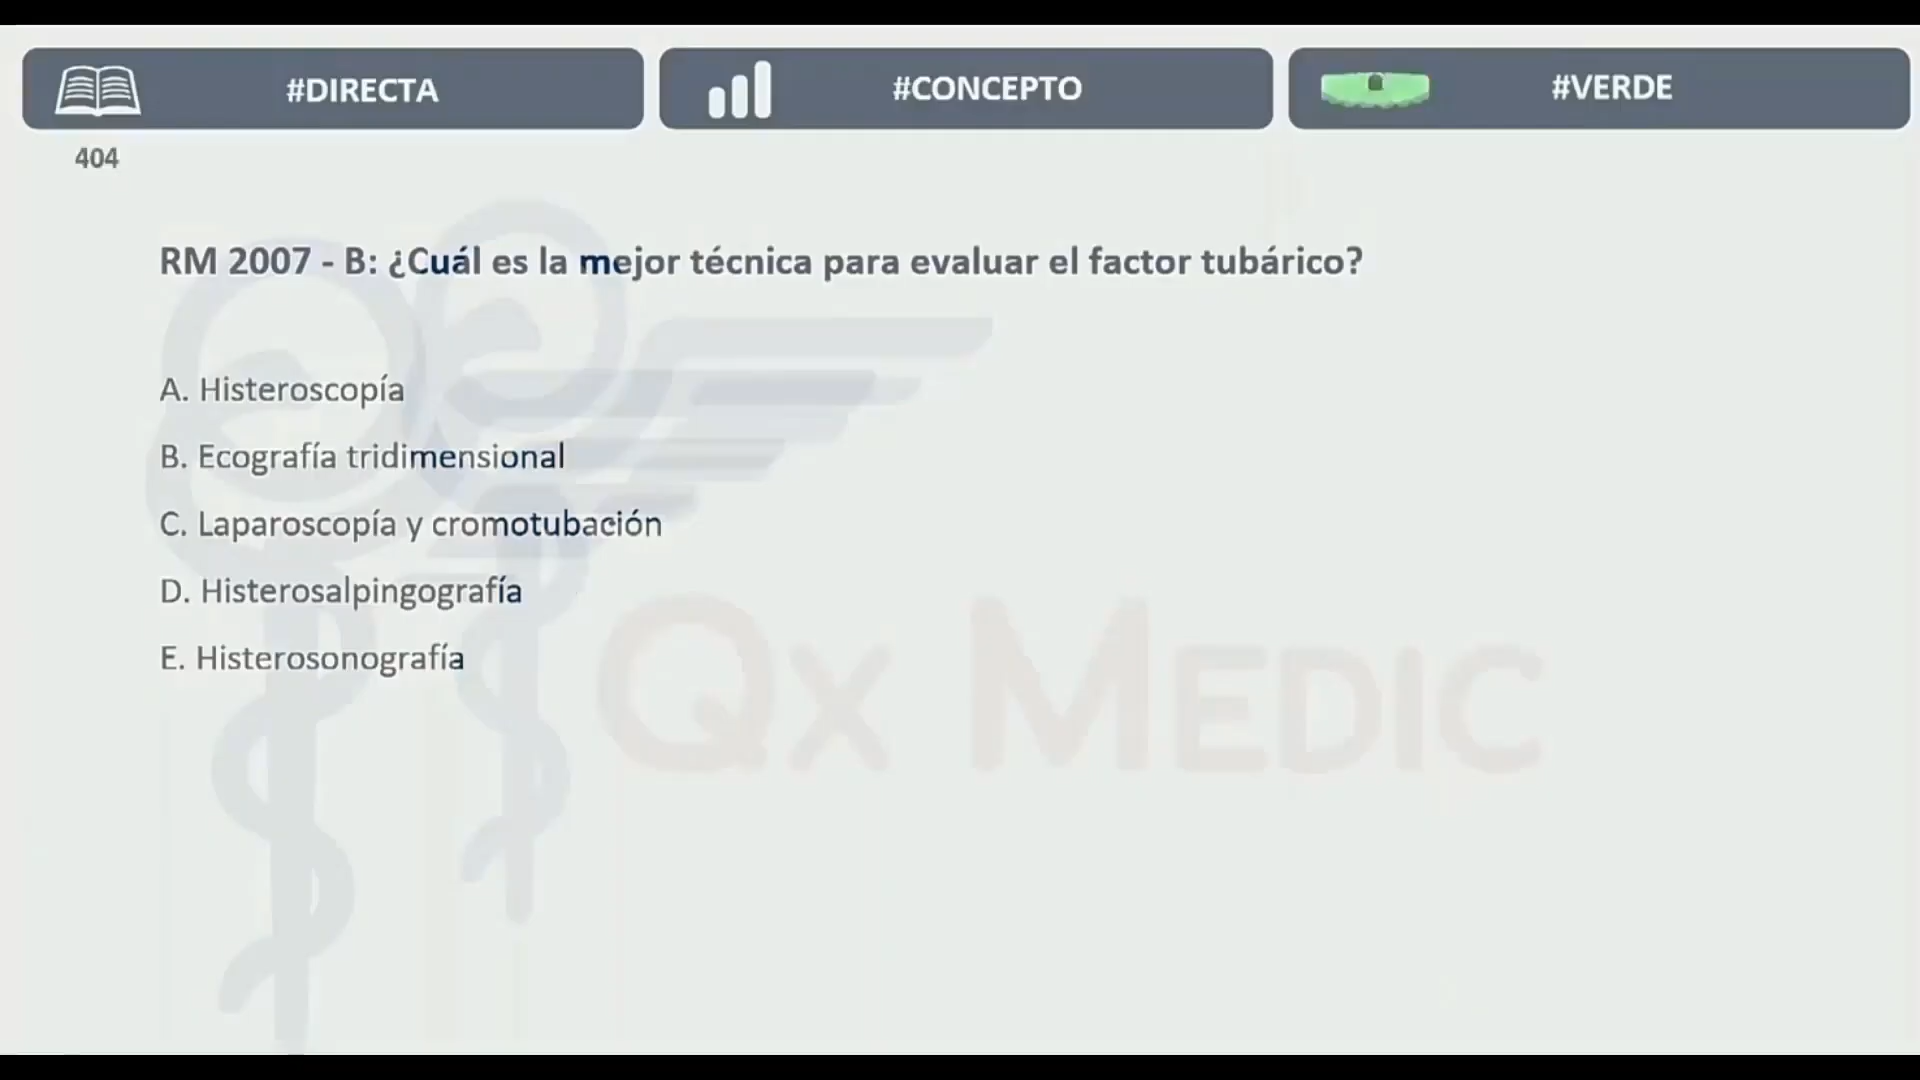 #DIRECTA
#CONCEPTO
#VERDE
404
RM 2007 - B: ¿Cuál es la mejor técnica para evaluar el factor tubárico?
A. Histeroscopía
B. Ecografía tridimensional
C. Laparoscopía y cromotubación
D. Histerosalpingografía
E. Histerosonografía
QX MEDIC